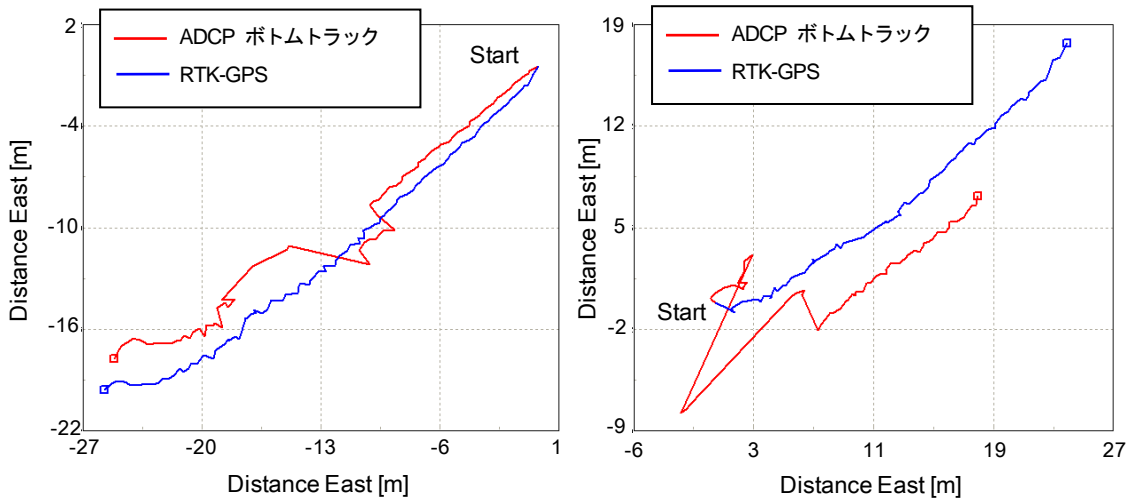 ADCP ボトムトラック
RTK-GPS
Start
2
-4
-10
-16
-22
-27
-20
-13
-6
1
Distance East [m]
Distance East [m]
ADCP ボトムトラック
RTK-GPS
Start
19
12
5
-2
-9
-6
3
11
19
27
Distance East [m]
Distance East [m]